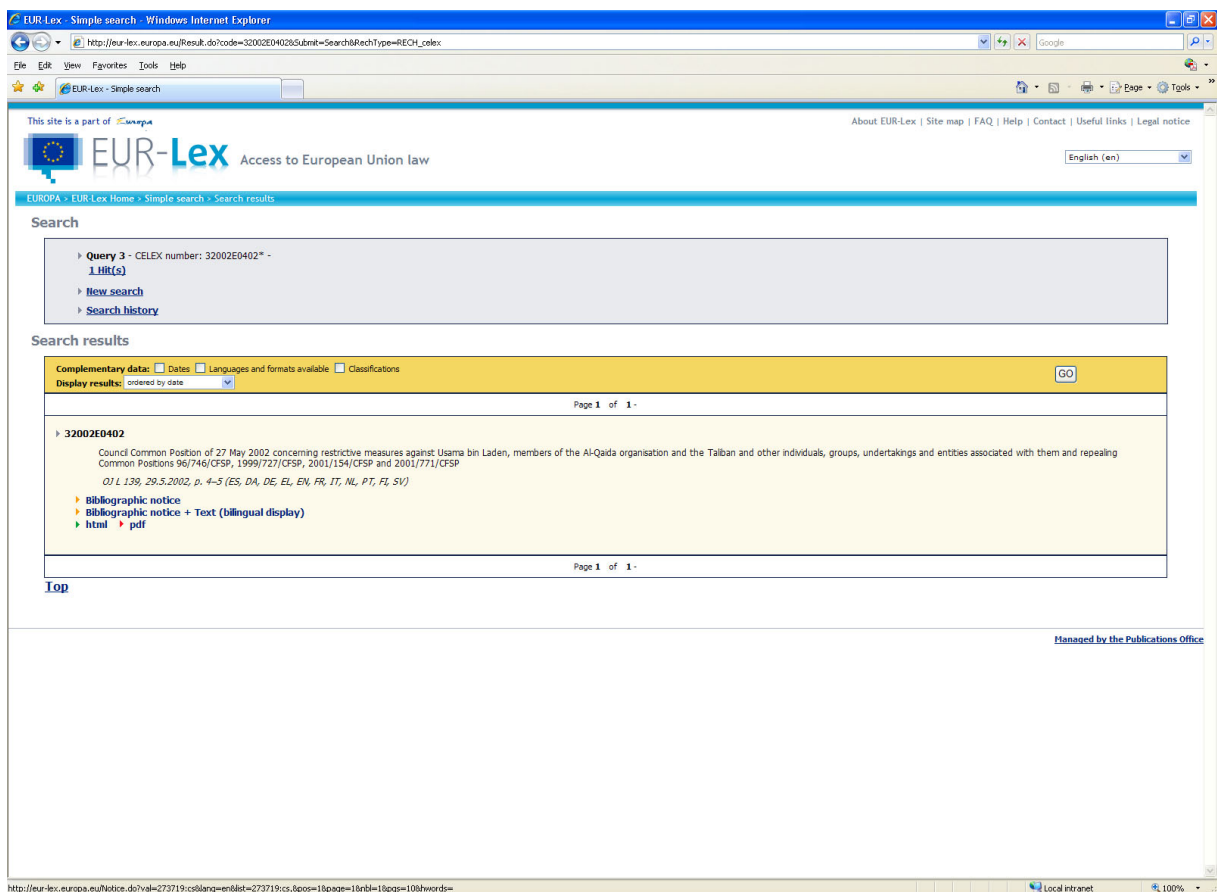 EUR-Lex - Simple search - Windows Internet Explorer
http://eur-lex.europa.eu/Result.do?code=32002E0402&Submit=Search&RechType=RECH_celex
Google
File Edit View Favorites Tools Help
EUR-Lex - Simple search
Page Tools
This site is a part of Europa
About EUR-Lex | Site map | FAQ | Help | Contact | Useful links | Legal notice
EUR-Lex Access to European Union law
English (en)
EUROPA > EUR-Lex Home > Simple search > Search results
Search
Query 3 - CELEX number: 32002E0402* -
1 Hit(s)
New search
Search history
Search results
Complementary data: Dates Languages and formats available Classifications
Display results: ordered by date
GO
Page 1 of 1 -
32002E0402
Council Common Position of 27 May 2002 concerning restrictive measures against Usama bin Laden, members of the Al-Qaida organisation and the Taliban and other individuals, groups, undertakings and entities associated with them and repealing
Common Positions 96/746/CFSP, 1999/727/CFSP, 2001/154/CFSP and 2001/771/CFSP
OJ L 139, 29.5.2002, p. 4–5 (ES, DA, DE, EL, EN, FR, IT, NL, PT, FI, SV)
Bibliographic notice
Bibliographic notice + Text (bilingual display)
html pdf
Page 1 of 1 -
Top
Managed by the Publications Office
http://eur-lex.europa.eu/Notice.do?val=273719:cs&lang=en&list=273719:cs,&pos=1&page=1&nbl=1&pgs=10&hwords=
Local intranet
100%